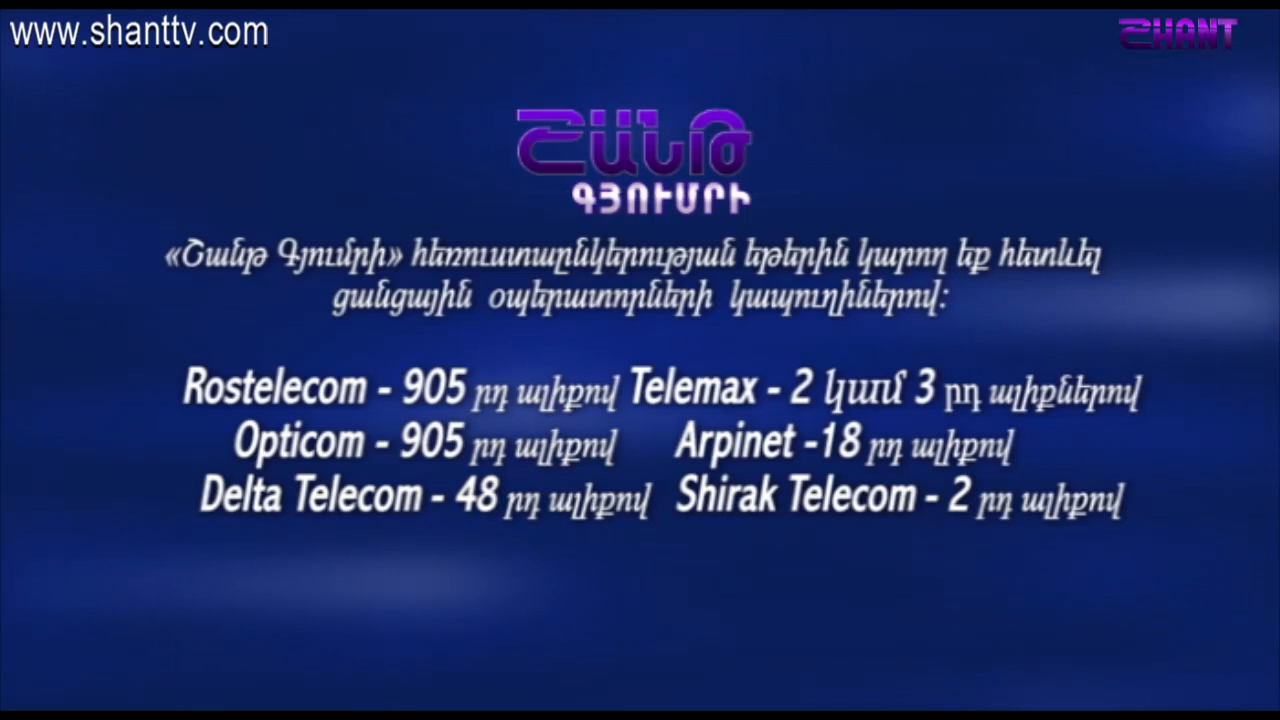 www.shanttv.com
SHANT
ՇԱՆԹ
ԳՅՈՒՄՐԻ
«Շանթ Գյումրի» հեռուստաընկերության եթերին կարող եք հետևել
ցանցային օպերատորների կապուղիներով:
Rostelecom - 905 րդ ալիքով Telemax - 2 կամ 3 րդ ալիքներով
Opticom - 905 րդ ալիքով Arpinet -18 րդ ալիքով
Delta Telecom - 48 րդ ալիքով Shirak Telecom - 2 րդ ալիքով